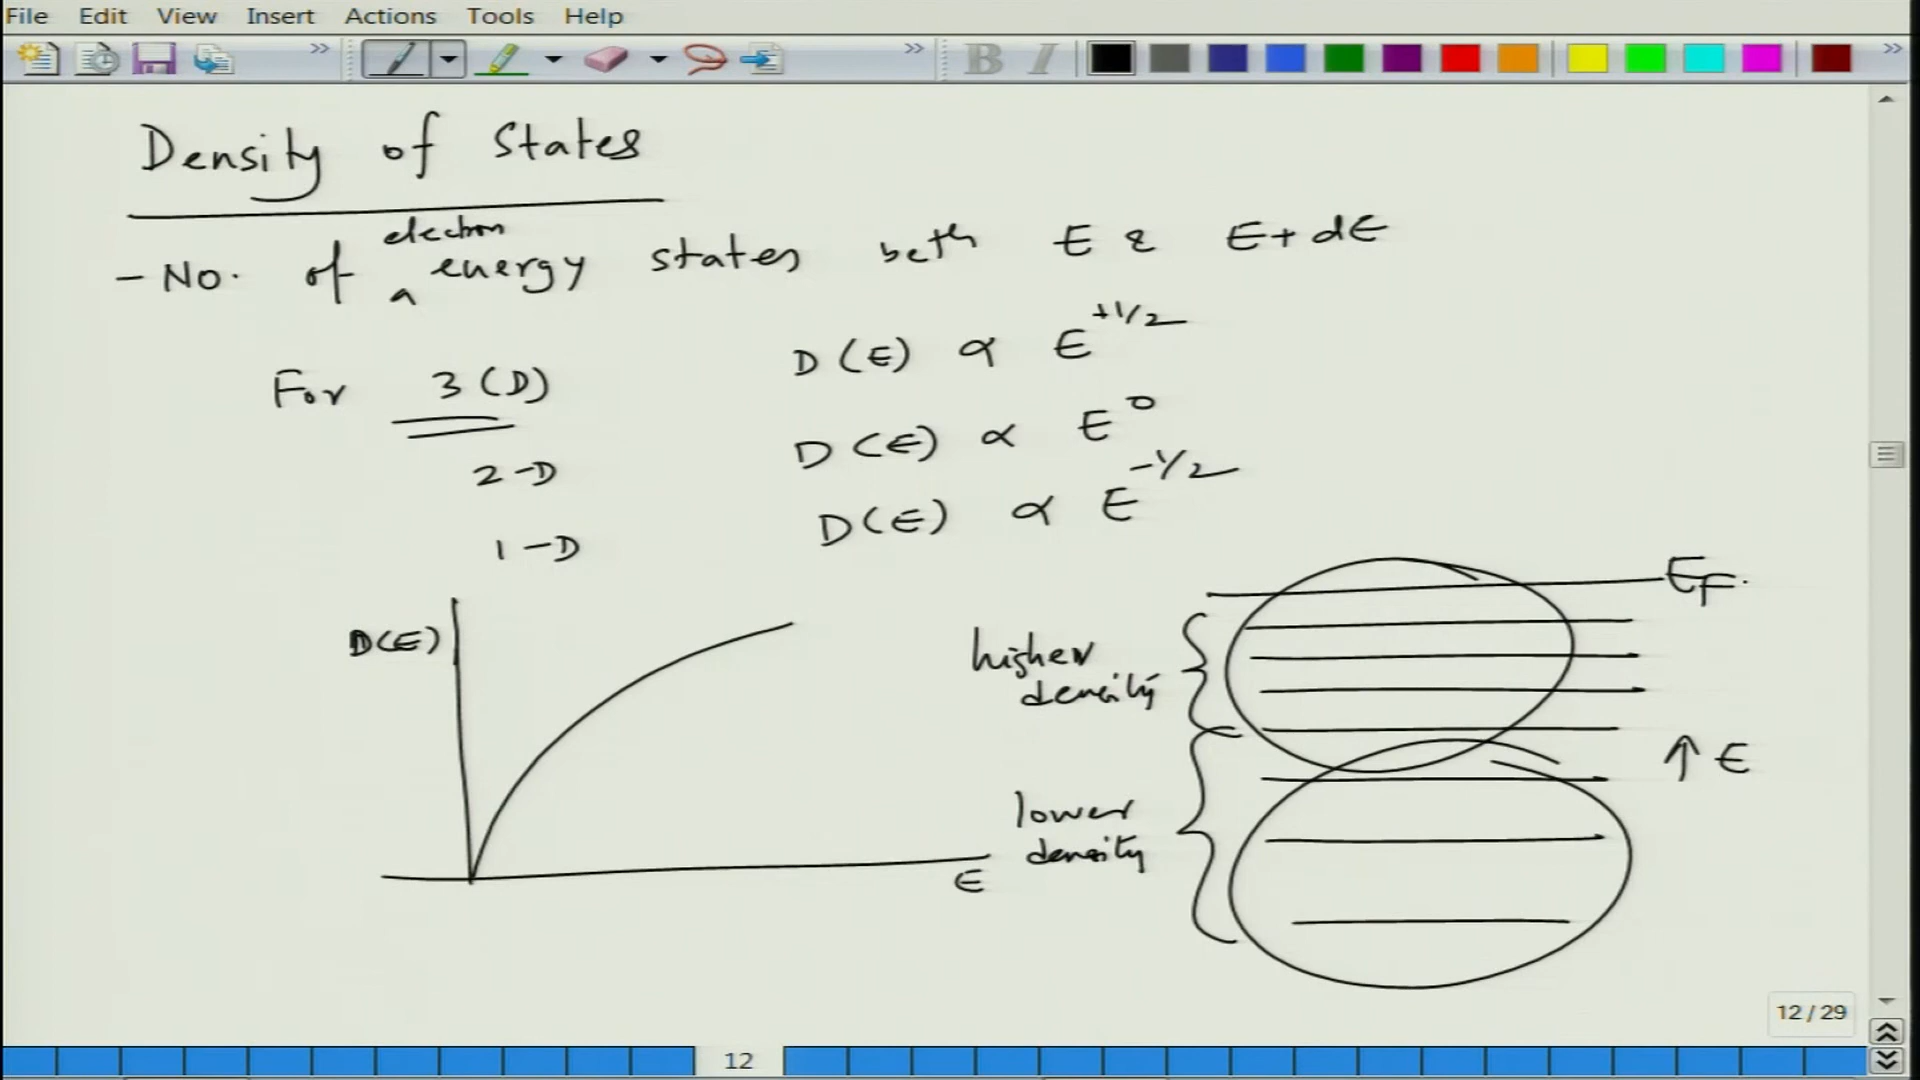 File Edit View Insert Actions Tools Help
B I
Density of States
electron
- No. of ^ energy states betn E & E+dE
For 3(D) D(E) ∝ E^{+1/2}
2-D D(E) ∝ E^0
1-D D(E) ∝ E^{-1/2}
EF.
D(E)
higher
density
↑ E
lower
density
E
12 / 29
12